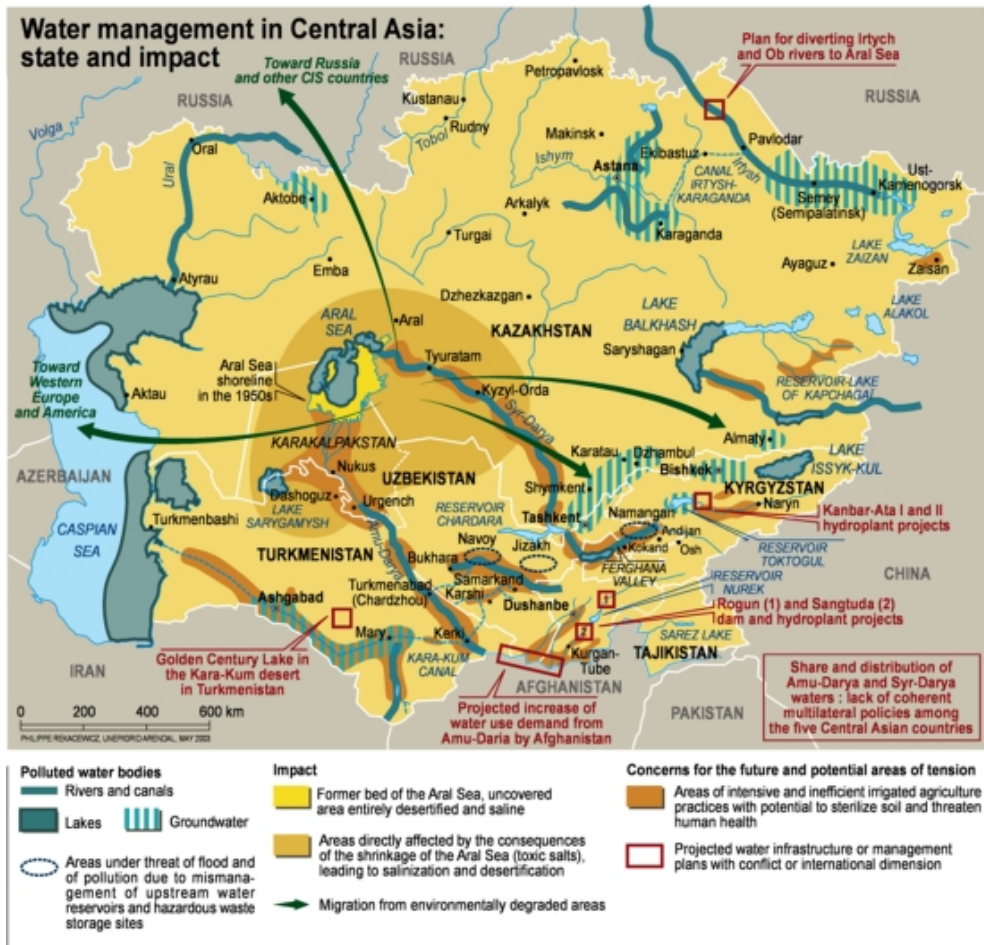 Water management in Central Asia:
state and impact
Toward Russia
and other CIS countries
RUSSIA
RUSSIA
Plan for diverting Irtych
and Ob rivers to Aral Sea
RUSSIA
Petropavlosk
Kustanau
Rudny
Tobol
Volga
Oral
Ural
Makinsk
Ishym
Ekibastuz
Pavlodar
Astana
CANAL
IRTYSH-
KARAGANDA
Irtysh
Ust-
Kamenogorsk
Semey
(Semipalatinsk)
Aktobe
Arkalyk
Karaganda
Turgai
LAKE
ZAIZAN
Zaisan
Ayaguz
Emba
Atyrau
Dzhezkazgan
LAKE
BALKHASH
LAKE
ALAKOL
ARAL
SEA
Aral
KAZAKHSTAN
Saryshagan
Tyuratam
Aral Sea
shoreline
in the 1950s
Toward
Western
Europe
and America
Aktau
Kyzyl-Orda
Syr-Darya
RESERVOIR-LAKE
OF KAPCHAGAÏ
KARAKALPAKSTAN
Almaty
Karatau
Dzhambul
LAKE
ISSYK-KUL
Bishkek
AZERBAIJAN
Nukus
UZBEKISTAN
Shymkent
KYRGYZSTAN
Dashoguz
Urgench
LAKE
SARYGAMYSH
RESERVOIR
CHARDARA
Tashkent
Namangan
Naryn
Kanbar-Ata I and II
hydroplant projects
CASPIAN
SEA
Turkmenbashi
Navoy
Jizakh
Andijan
Kokand
Osh
TURKMENISTAN
Amu-Darya
Bukhara
FERGHANA
VALLEY
RESERVOIR
TOKTOGUL
CHINA
Samarkand
Turkmenabad
(Chardzhou)
Karshi
Dushanbe
RESERVOIR
NUREK
Ashgabad
1
Rogun (1) and Sangtuda (2)
dam and hydroplant projects
Mary
Kerki
2
SAREZ LAKE
Kurgan-
Tube
TAJIKISTAN
Golden Century Lake in
the Kara-Kum desert
in Turkmenistan
KARA-KUM
CANAL
IRAN
AFGHANISTAN
Share and distribution of
Amu-Darya and Syr-Darya
waters : lack of coherent
multilateral policies among
the five Central Asian countries
PAKISTAN
Projected increase of
water use demand from
Amu-Daria by Afghanistan
0 200 400 600 km
PHILIPPE REKACEWICZ, UNEP/GRID ARENDAL, MAY 2003
Polluted water bodies
Rivers and canals
Lakes
Groundwater
Areas under threat of flood and
of pollution due to misma-
nagement of upstream water
reservoirs and hazardous waste
storage sites
Impact
Former bed of the Aral Sea, uncovered
area entirely desertified and saline
Areas directly affected by the consequences
of the shrinkage of the Aral Sea (toxic salts),
leading to salinization and desertification
Migration from environmentally degraded areas
Concerns for the future and potential areas of tension
Areas of intensive and inefficient irrigated agriculture
practices with potential to sterilize soil and threaten
human health
Projected water infrastructure or management
plans with conflict or international dimension